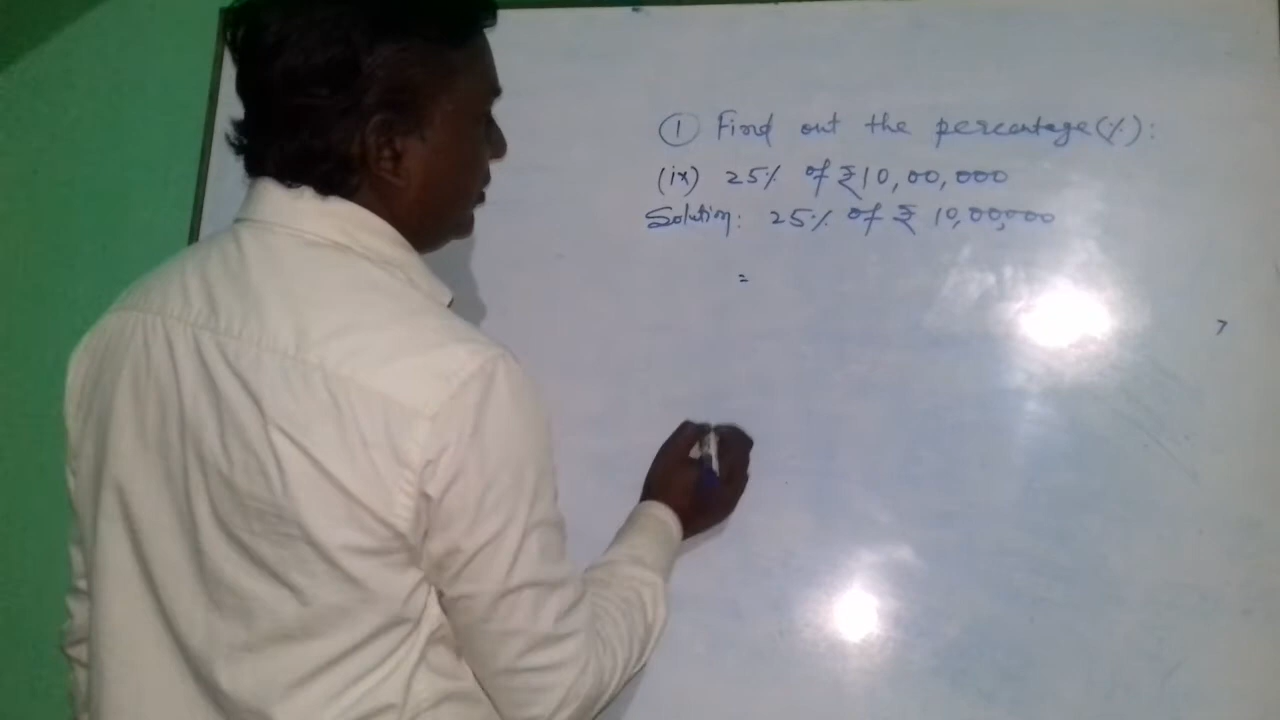 ① Find out the percentage(%):
(ix) 25% of ₹10,00,000
Solution: 25% of ₹ 10,00,000
=